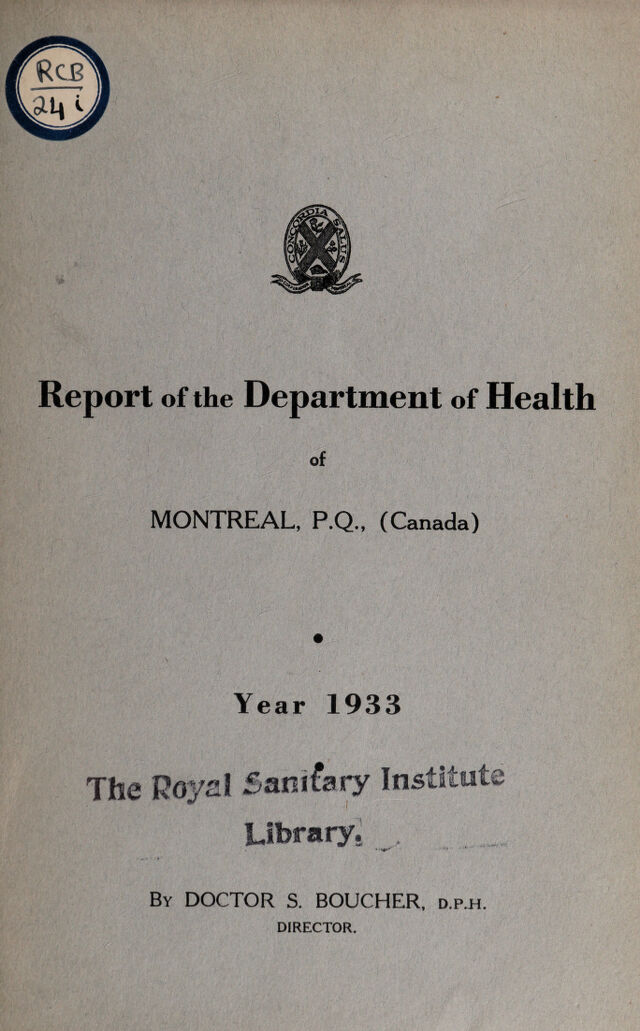 RCB
24 i
CONCORDIA SALUS
Report of the Department of Health
of
MONTREAL, P.Q., (Canada)
•
Year 1933
•
The Royal Sanitary Institute
Library.
By DOCTOR S. BOUCHER, D.P.H.
DIRECTOR.